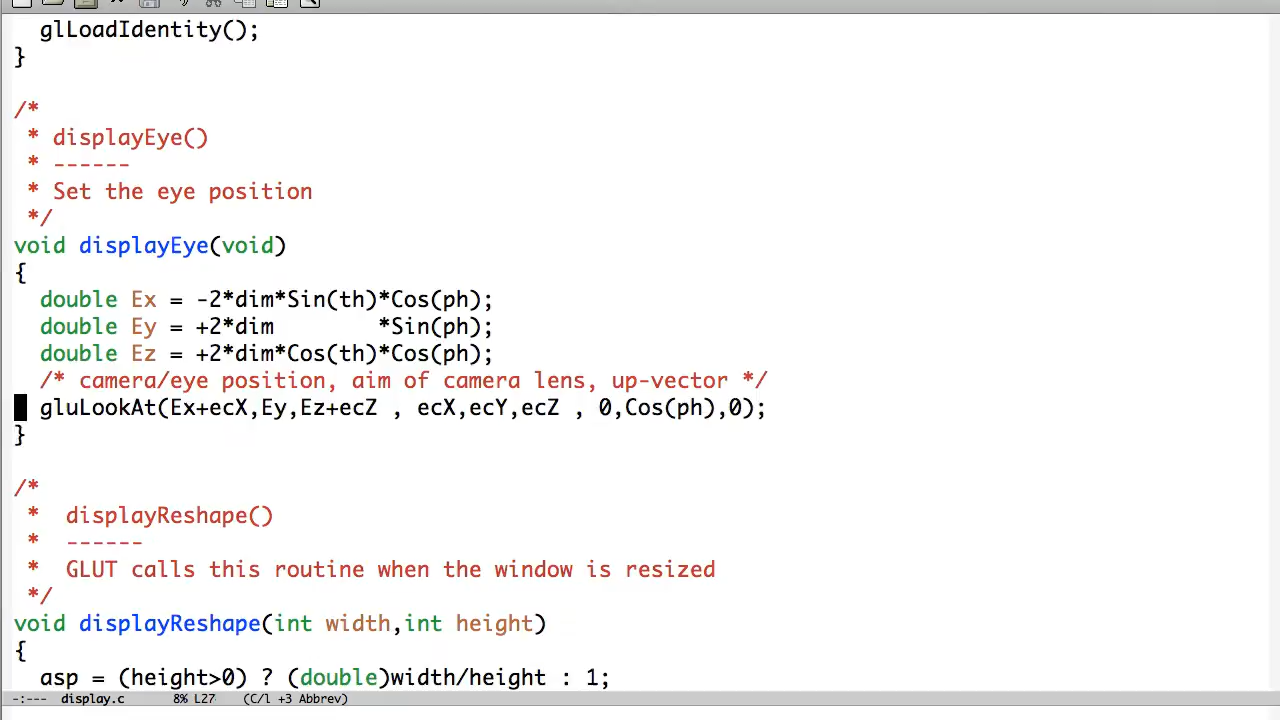 glLoadIdentity();
}
/*
* displayEye()
* ------
* Set the eye position
*/
void displayEye(void)
{
double Ex = -2*dim*Sin(th)*Cos(ph);
double Ey = +2*dim        *Sin(ph);
double Ez = +2*dim*Cos(th)*Cos(ph);
/* camera/eye position, aim of camera lens, up-vector */
gluLookAt(Ex+ecX,Ey,Ez+ecZ , ecX,ecY,ecZ , 0,Cos(ph),0);
}
/*
*  displayReshape()
*  ------
*  GLUT calls this routine when the window is resized
*/
void displayReshape(int width,int height)
{
asp = (height>0) ? (double)width/height : 1;
-:--- display.c 8% L27 (C/l +3 Abbrev)